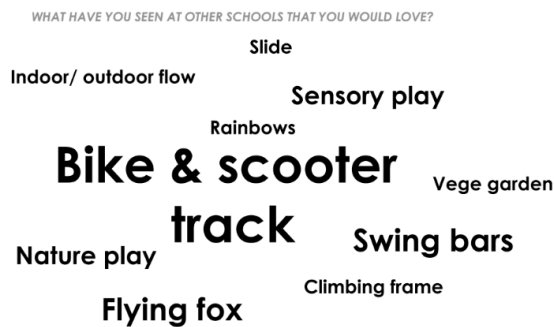 WHAT HAVE YOU SEEN AT OTHER SCHOOLS THAT YOU WOULD LOVE?
Slide
Indoor/ outdoor flow
Sensory play
Rainbows
Bike & scooter
track
Vege garden
Swing bars
Nature play
Climbing frame
Flying fox